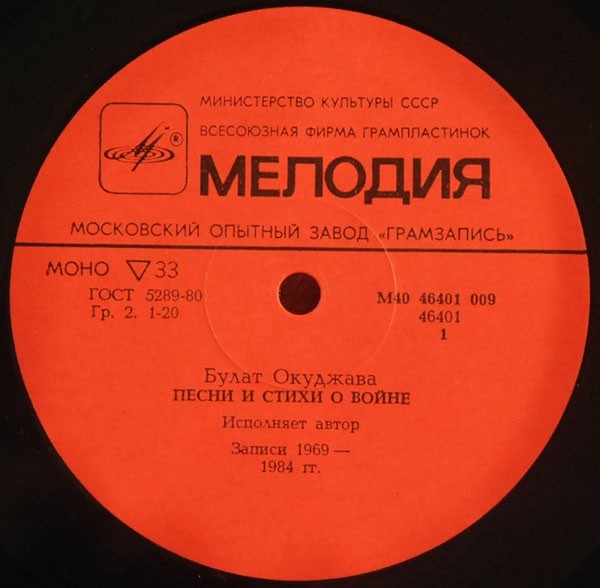 МИНИСТЕРСТВО КУЛЬТУРЫ СССР
ВСЕСОЮЗНАЯ ФИРМА ГРАМПЛАСТИНОК
®
МЕЛОДИЯ
МОСКОВСКИЙ ОПЫТНЫЙ ЗАВОД «ГРАМЗАПИСЬ»
МОНО ▽ 33
ГОСТ 5289-80
Гр. 2. 1-20
М40 46401 009
46401
1
Булат Окуджава
ПЕСНИ И СТИХИ О ВОЙНЕ
Исполняет автор
Записи 1969 —
1984 гг.